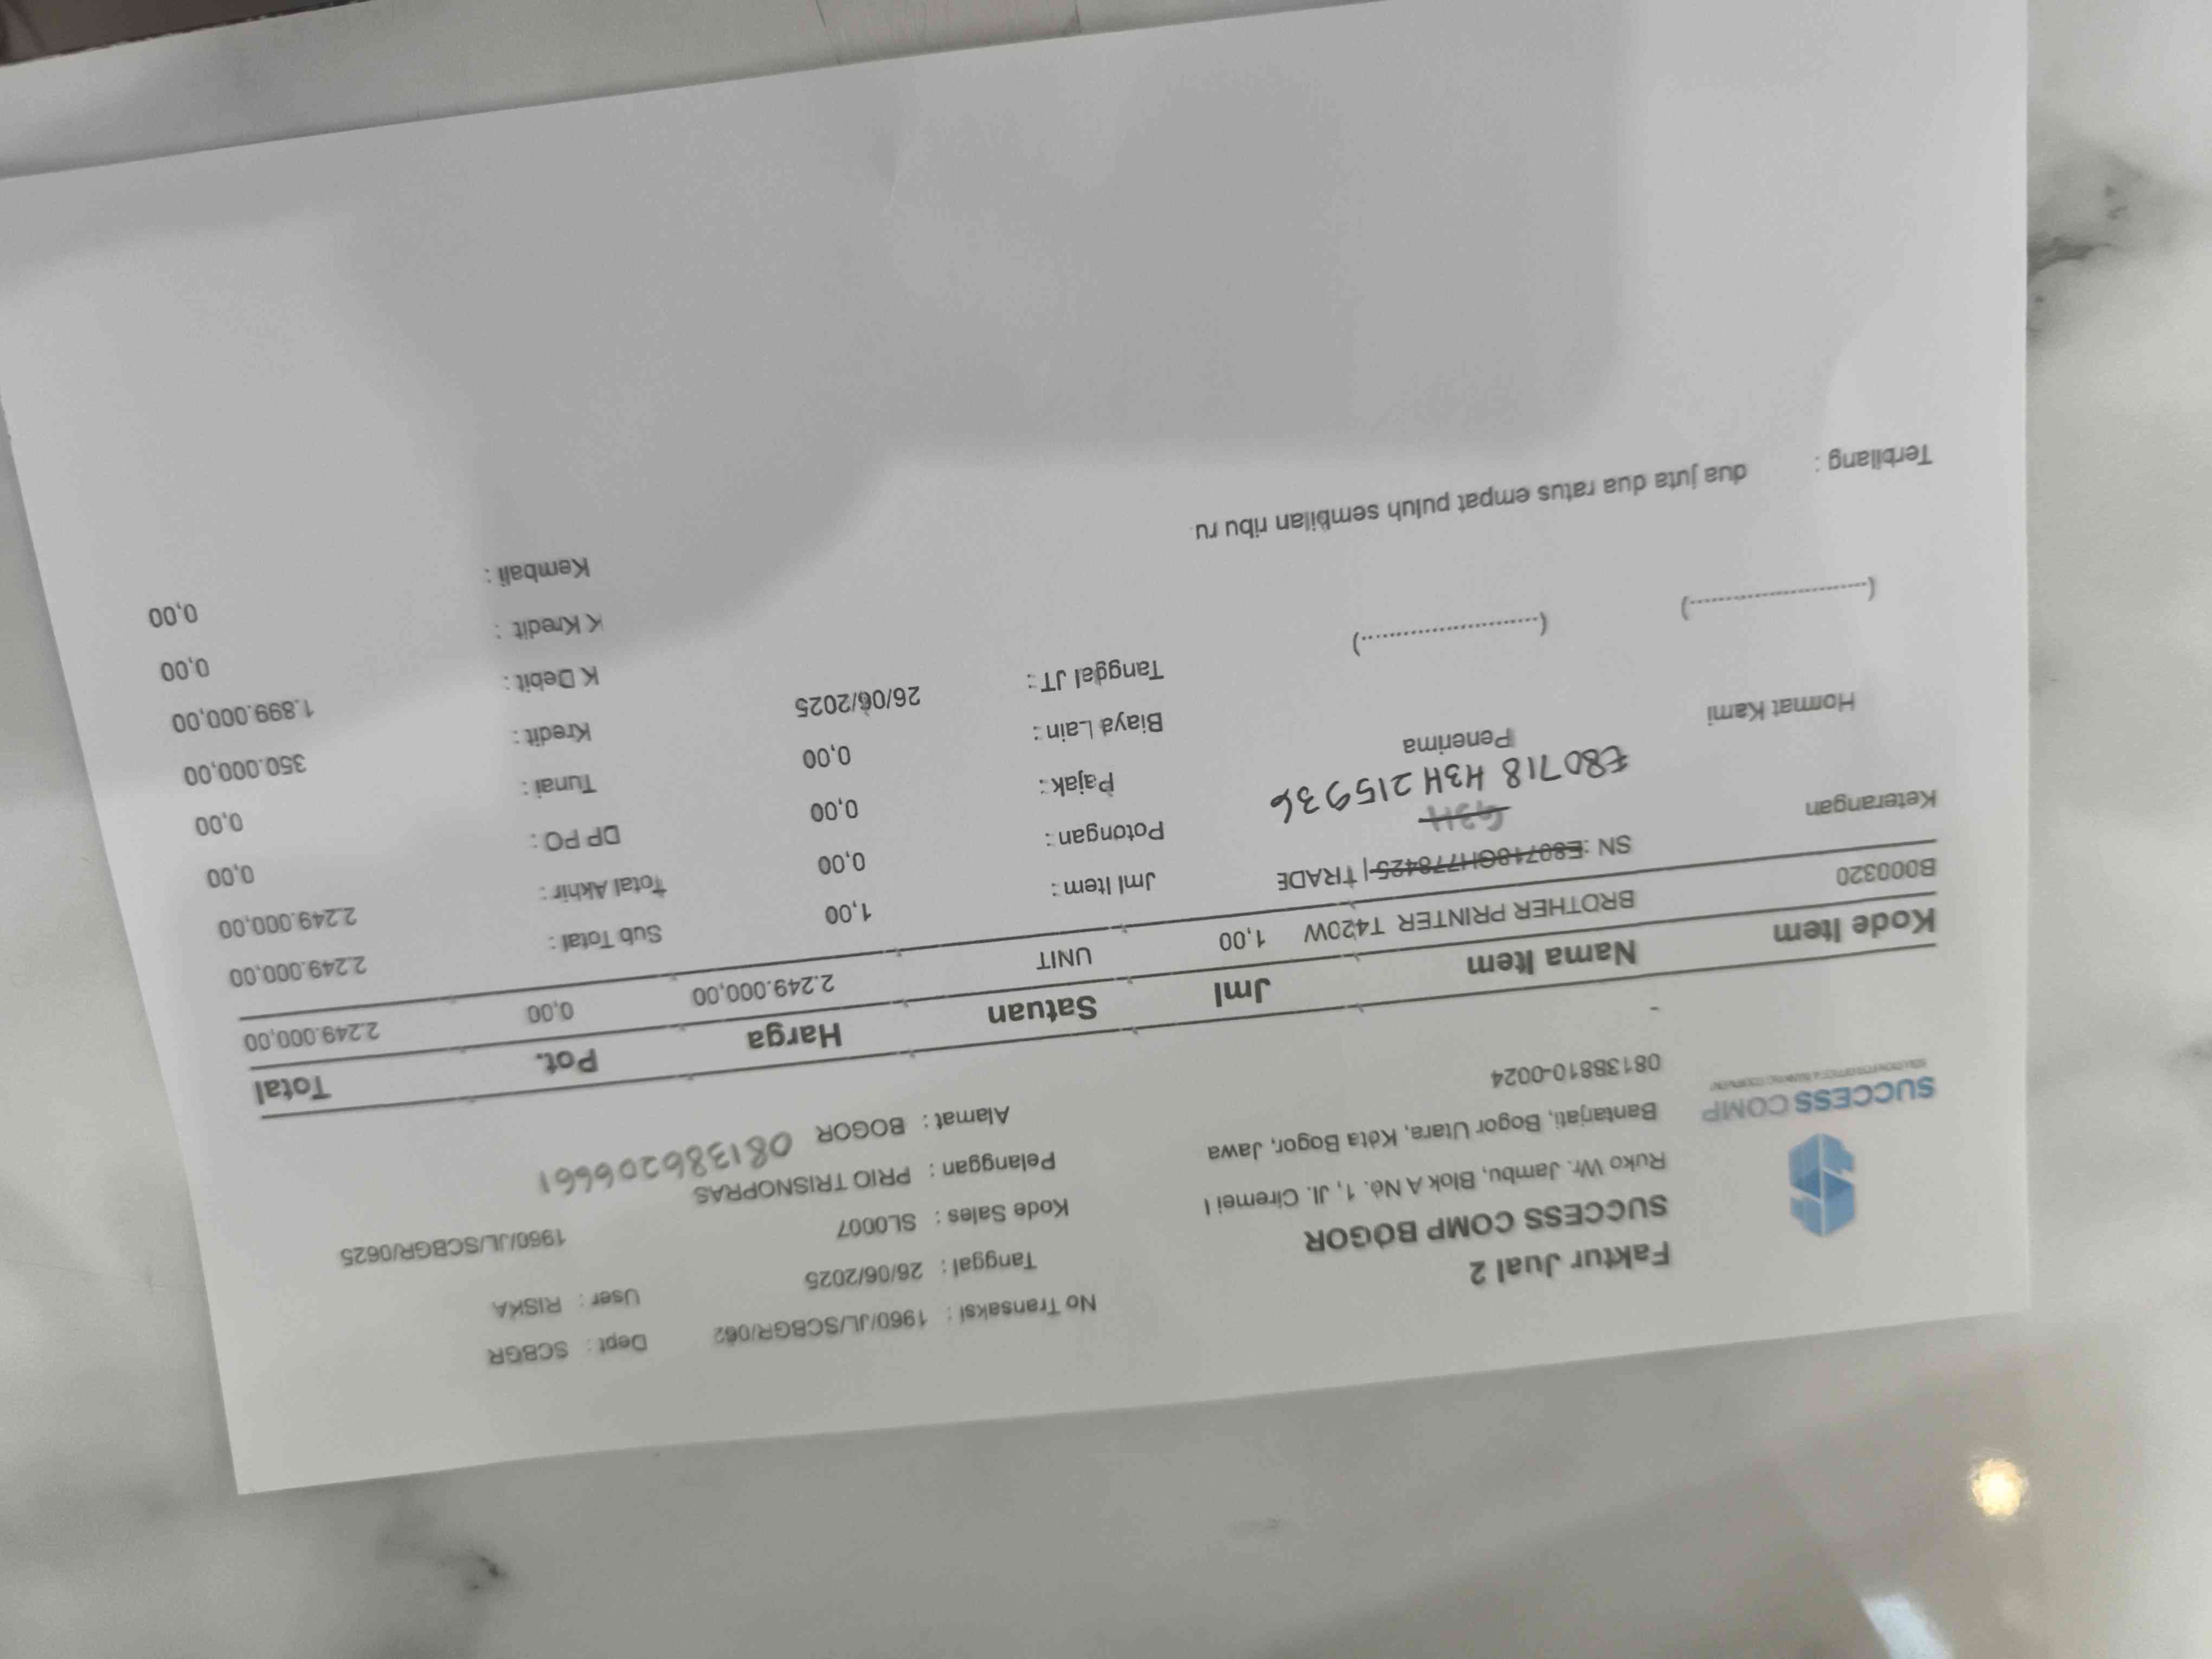 Faktur Jual 2
SUCCESS COMP BOGOR
Ruko Wr. Jambu, Blok A No. 1, Jl. Ciremei I
Bantarjati, Bogor Utara, Kota Bogor, Jawa
08138810-0024
-
SUCCESS COMP
No Transaksi : 1960/JL/SCBGR/062 Dept : SCBGR
Tanggal : 26/06/2025 User : RISKA
Kode Sales : SL0007 1960/JL/SCBGR/0625
Pelanggan : PRIO TRISNOPRAS
Alamat : BOGOR 081386206661
Kode Item Nama Item Jml Satuan Harga Pot. Total
B000320 BROTHER PRINTER T420W 1,00 UNIT 2.249.000,00 0,00 2.249.000,00
SN :E80718GH778425 | TRADE
G3H
E80718 H3H215936
Keterangan
Hormat Kami Penerima
(..............................) (..............................)
Jml Item : 1,00
Potongan : 0,00
Pajak : 0,00
Biaya Lain : 0,00
Tanggal JT : 26/06/2025
Sub Total : 2.249.000,00
Total Akhir : 2.249.000,00
DP PO : 0,00
Tunai : 0,00
Kredit : 350.000,00
K Debit : 1.899.000,00
K Kredit : 0,00
Kembali : 0,00
Terbilang : dua juta dua ratus empat puluh sembilan ribu ru